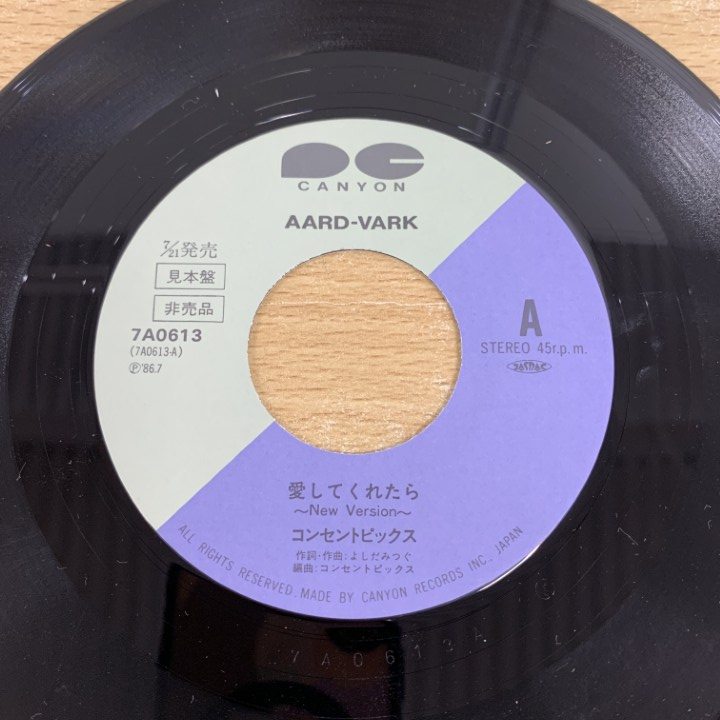 CANYON
AARD-VARK
7/21発売
見本盤
非売品
7A0613
(7A0613-A)
Ⓟ'86.7
A
STEREO 45r.p.m.
JASRAC
愛してくれたら
〜New Version〜
コンセントピックス
作詞・作曲:よしだみつぐ
編曲:コンセントピックス
ALL RIGHTS RESERVED. MADE BY CANYON RECORDS INC., JAPAN
7A0613A